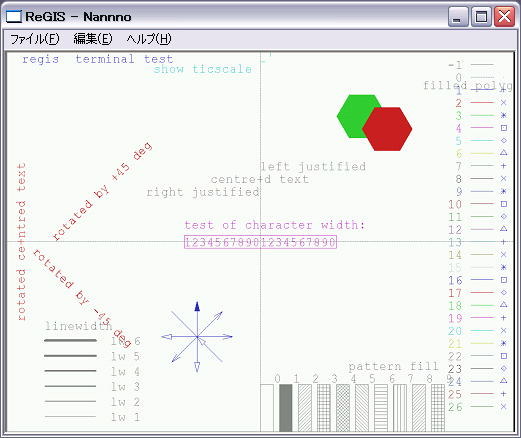 ReGIS - Nannno
ファイル(F) 編集(E) ヘルプ(H)
regis terminal test
show ticscale
filled polyg
left justified
centre+d text
right justified
test of character width:
12345678901234567890
rotated ce+ntred text
rotated by +45 deg
rotated by -45 deg
linewidth
lw 6
lw 5
lw 4
lw 3
lw 2
lw 1
pattern fill
0 1 2 3 4 5 6 7 8 9
-1
0
1
2
3
4
5
6
7
8
9
10
11
12
13
14
15
16
17
18
19
20
21
22
23
24
25
26